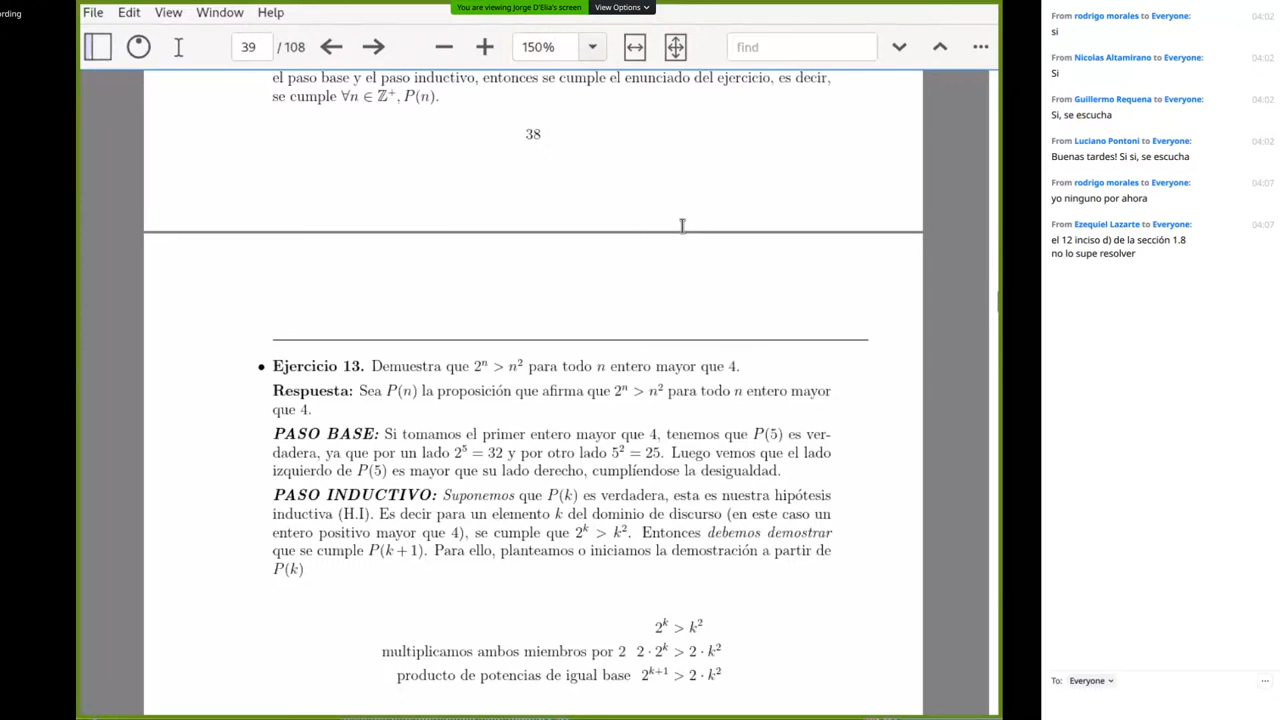 ording
You are viewing Jorge D'Elia's screen
View Options
File Edit View Window Help
39 / 108 150% find
el paso base y el paso inductivo, entonces se cumple el enunciado del ejercicio, es decir,
se cumple ∀n ∈ ℤ⁺, P(n).
38
• Ejercicio 13. Demuestra que 2ⁿ > n² para todo n entero mayor que 4.
Respuesta: Sea P(n) la proposición que afirma que 2ⁿ > n² para todo n entero mayor
que 4.
PASO BASE: Si tomamos el primer entero mayor que 4, tenemos que P(5) es ver-
dadera, ya que por un lado 2⁵ = 32 y por otro lado 5² = 25. Luego vemos que el lado
izquierdo de P(5) es mayor que su lado derecho, cumplíendose la desigualdad.
PASO INDUCTIVO: Suponemos que P(k) es verdadera, esta es nuestra hipótesis
inductiva (H.I). Es decir para un elemento k del dominio de discurso (en este caso un
entero positivo mayor que 4), se cumple que 2ᵏ > k². Entonces debemos demostrar
que se cumple P(k + 1). Para ello, planteamos o iniciamos la demostración a partir de
P(k)
2ᵏ > k²
multiplicamos ambos miembros por 2 2 · 2ᵏ > 2 · k²
producto de potencias de igual base 2ᵏ⁺¹ > 2 · k²
From rodrigo morales to Everyone: 04:02
si
From Nicolas Altamirano to Everyone: 04:02
Si
From Guillermo Requena to Everyone: 04:02
Si, se escucha
From Luciano Pontoni to Everyone: 04:02
Buenas tardes! Si si, se escucha
From rodrigo morales to Everyone: 04:07
yo ninguno por ahora
From Ezequiel Lazarte to Everyone: 04:07
el 12 inciso d) de la sección 1.8
no lo supe resolver
To: Everyone